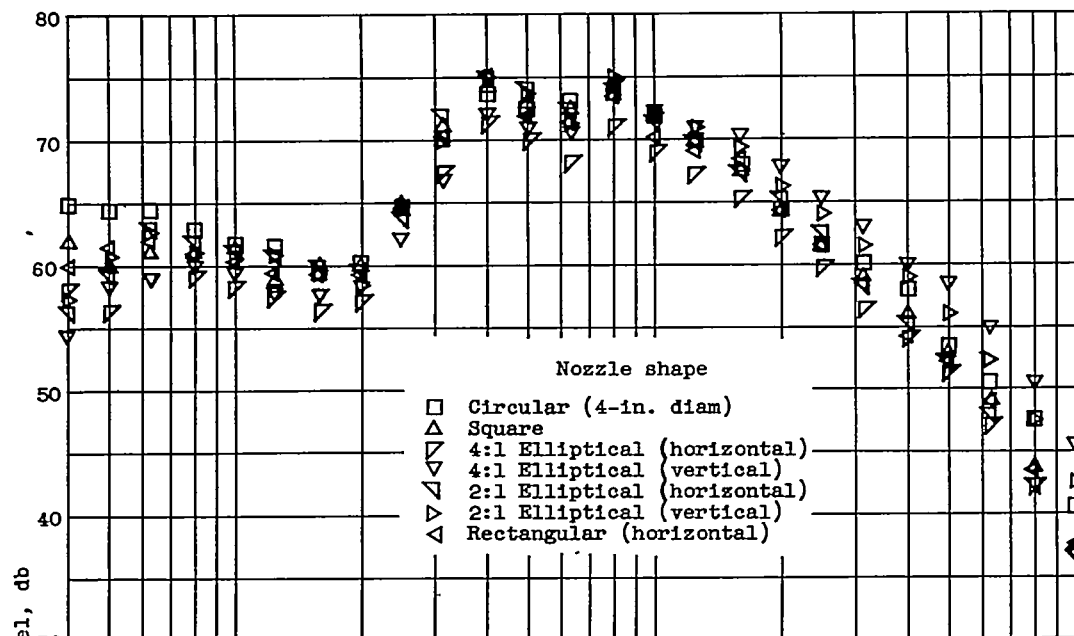 80
70
60
50
40
Nozzle shape
Circular (4-in. diam)
Square
4:1 Elliptical (horizontal)
4:1 Elliptical (vertical)
2:1 Elliptical (horizontal)
2:1 Elliptical (vertical)
Rectangular (horizontal)
el, db